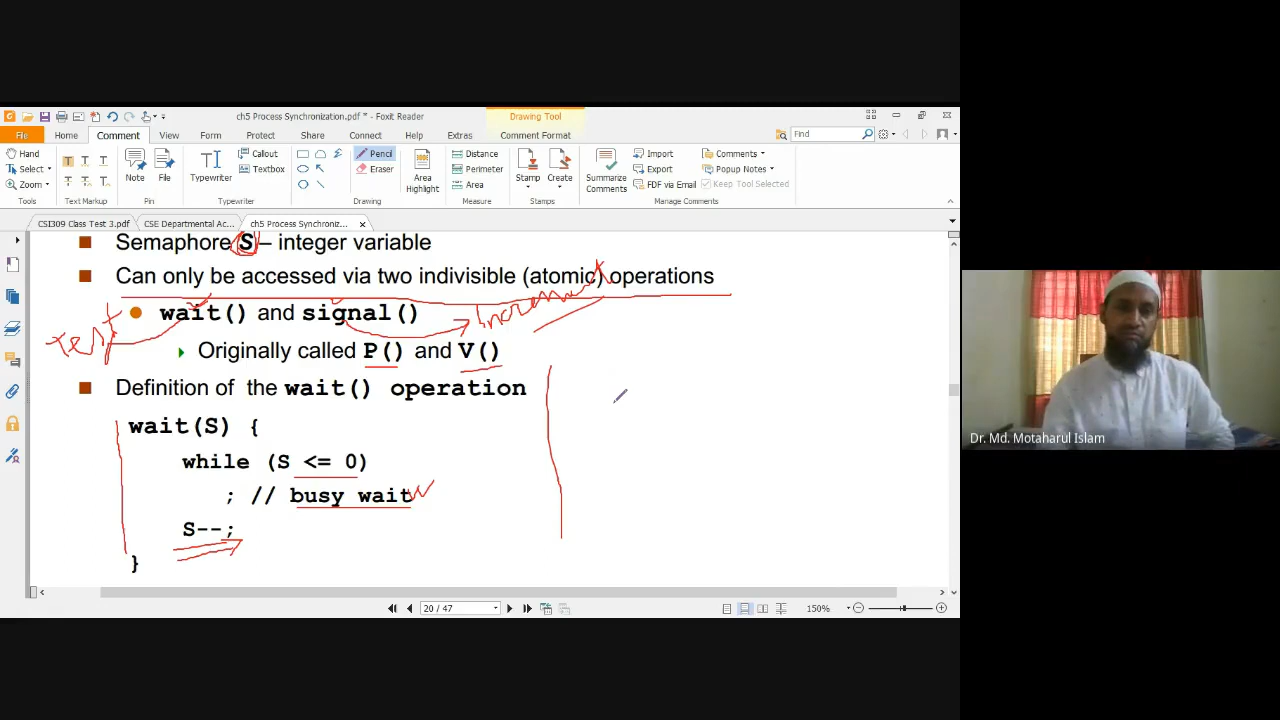 ch5 Process Synchronization.pdf * - Foxit Reader
Drawing Tool
File Home Comment View Form Protect Share Connect Help Extras Comment Format
Find
Hand
Select
Zoom
Tools
Text Markup
Note
File
Pin
Typewriter
Callout
Textbox
Typewriter
Pencil
Eraser
Drawing
Area
Highlight
Distance
Perimeter
Area
Measure
Stamp
Create
Stamps
Summarize
Comments
Import
Export
FDF via Email
Comments
Popup Notes
Keep Tool Selected
Manage Comments
CSI309 Class Test 3.pdf
CSE Departmental Ac...
ch5 Process Synchroniz...
Semaphore S – integer variable
Can only be accessed via two indivisible (atomic) operations
wait() and signal()
Increment
Test
Originally called P() and V()
Definition of the wait() operation
wait(S) {
while (S <= 0)
; // busy wait
S--;
}
20 / 47
150%
Dr. Md. Motaharul Islam